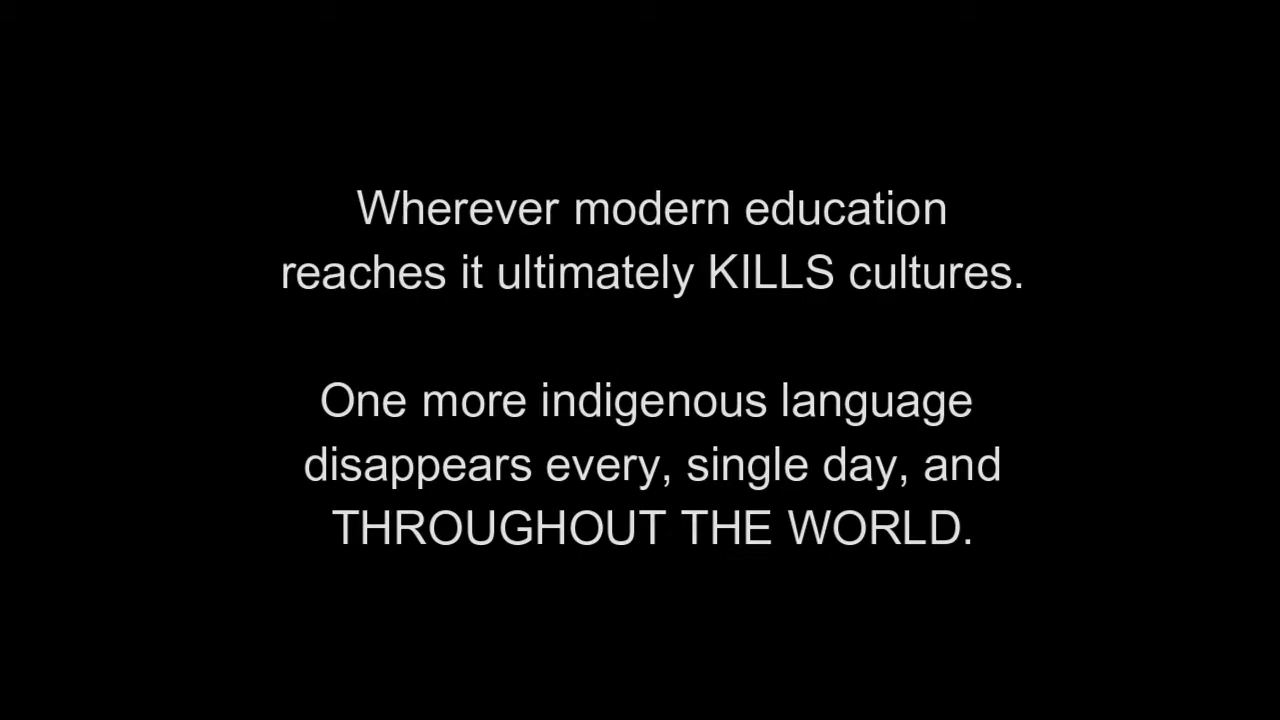 Wherever modern education
reaches it ultimately KILLS cultures.
One more indigenous language
disappears every, single day, and
THROUGHOUT THE WORLD.